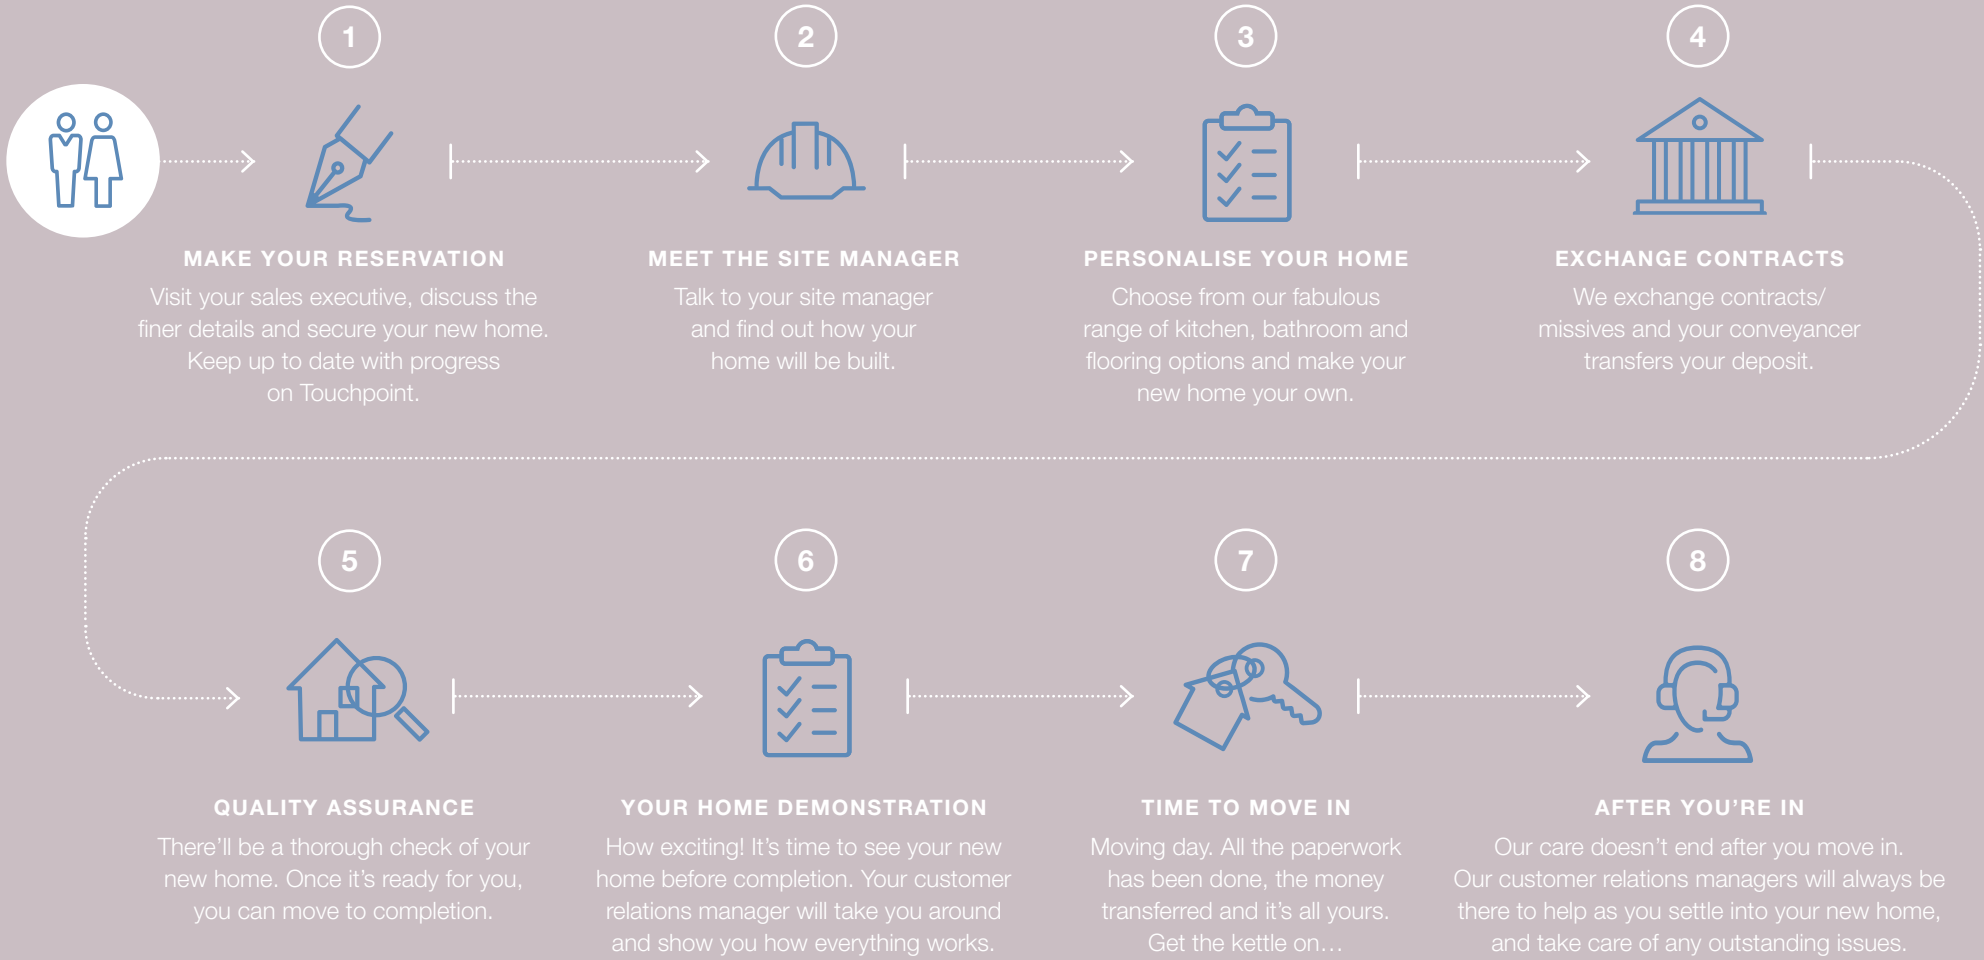 1
2
3
4
MAKE YOUR RESERVATION
Visit your sales executive, discuss the
finer details and secure your new home.
Keep up to date with progress
on Touchpoint.
MEET THE SITE MANAGER
Talk to your site manager
and find out how your
home will be built.
PERSONALISE YOUR HOME
Choose from our fabulous
range of kitchen, bathroom and
flooring options and make your
new home your own.
EXCHANGE CONTRACTS
We exchange contracts/
missives and your conveyancer
transfers your deposit.
5
6
7
8
QUALITY ASSURANCE
There’ll be a thorough check of your
new home. Once it’s ready for you,
you can move to completion.
YOUR HOME DEMONSTRATION
How exciting! It’s time to see your new
home before completion. Your customer
relations manager will take you around
and show you how everything works.
TIME TO MOVE IN
Moving day. All the paperwork
has been done, the money
transferred and it’s all yours.
Get the kettle on…
AFTER YOU’RE IN
Our care doesn’t end after you move in.
Our customer relations managers will always be
there to help as you settle into your new home,
and take care of any outstanding issues.